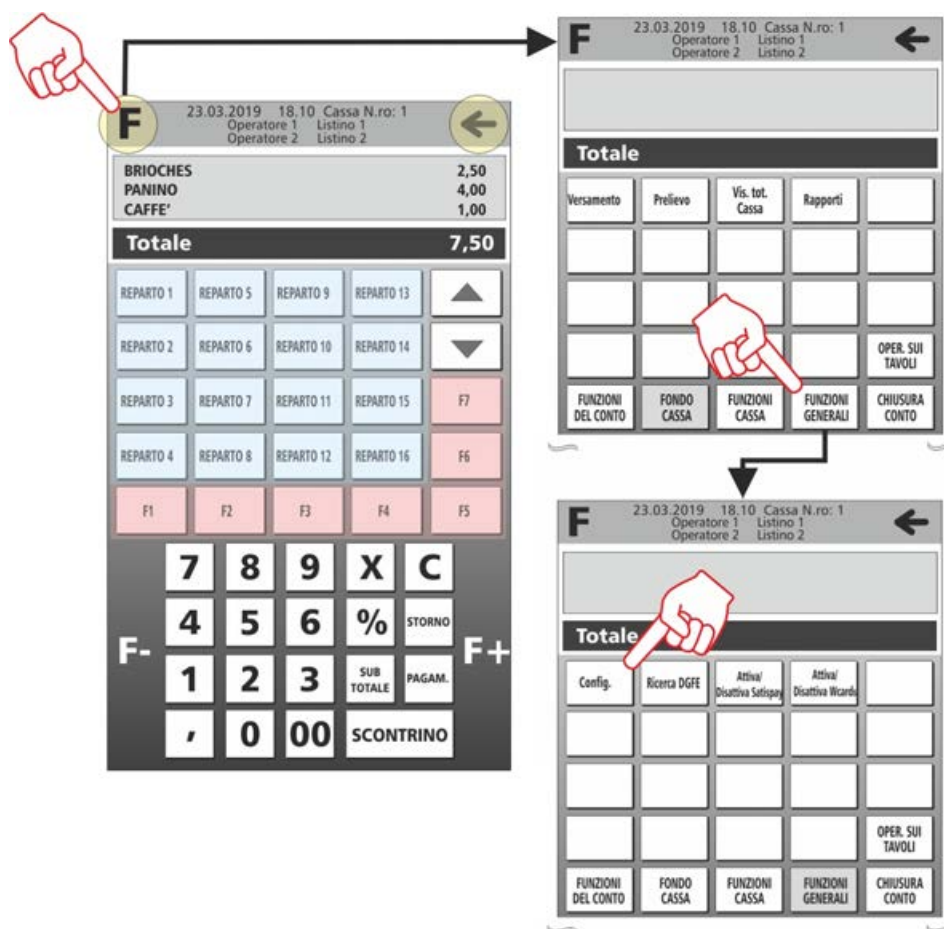 F
23.03.2019 18.10 Cassa N.ro: 1
Operatore 1 Listino 1
Operatore 2 Listino 2
BRIOCHES 2,50
PANINO 4,00
CAFFE' 1,00
Totale 7,50
REPARTO 1 REPARTO 5 REPARTO 9 REPARTO 13
REPARTO 2 REPARTO 6 REPARTO 10 REPARTO 14
REPARTO 3 REPARTO 7 REPARTO 11 REPARTO 15 F7
REPARTO 4 REPARTO 8 REPARTO 12 REPARTO 16 F6
F1 F2 F3 F4 F5
7 8 9 X C
4 5 6 % STORNO
F- F+
1 2 3 SUB TOTALE PAGAM.
, 0 00 SCONTRINO
F
23.03.2019 18.10 Cassa N.ro: 1
Operatore 1 Listino 1
Operatore 2 Listino 2
Totale
Versamento Prelievo Vis. tot. Cassa Rapporti
OPER. SUI TAVOLI
FUNZIONI DEL CONTO FONDO CASSA FUNZIONI CASSA FUNZIONI GENERALI CHIUSURA CONTO
F
23.03.2019 18.10 Cassa N.ro: 1
Operatore 1 Listino 1
Operatore 2 Listino 2
Totale
Config. Ricerca DGFE Attiva/ Disattiva Satispay Attiva/ Disattiva Wcardu
OPER. SUI TAVOLI
FUNZIONI DEL CONTO FONDO CASSA FUNZIONI CASSA FUNZIONI GENERALI CHIUSURA CONTO